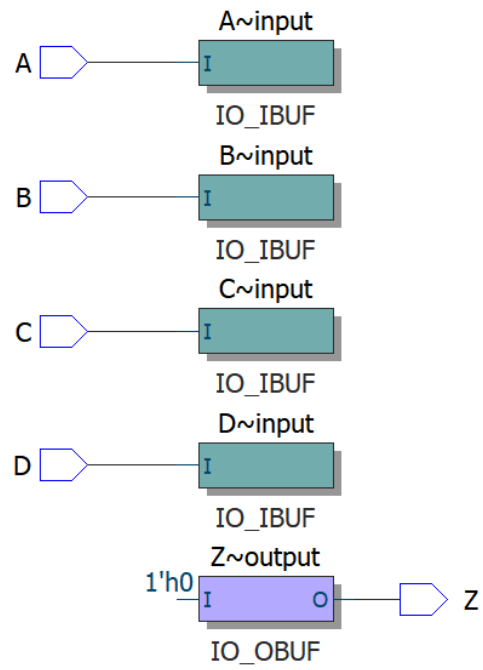 A~input
A
I
IO_IBUF
B~input
B
I
IO_IBUF
C~input
C
I
IO_IBUF
D~input
D
I
IO_IBUF
Z~output
1'h0
I
O
Z
IO_OBUF